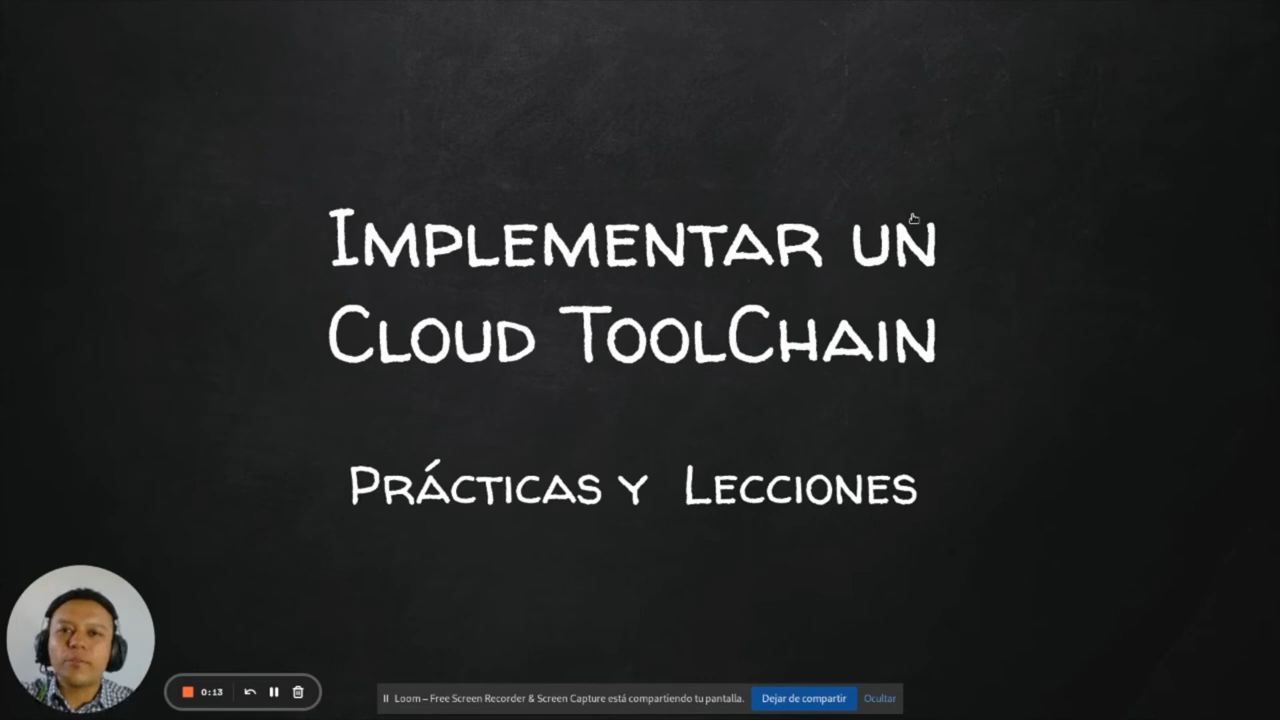 Implementar un
Cloud ToolChain
Prácticas y Lecciones
0:13
Loom – Free Screen Recorder & Screen Capture está compartiendo tu pantalla.
Dejar de compartir
Ocultar